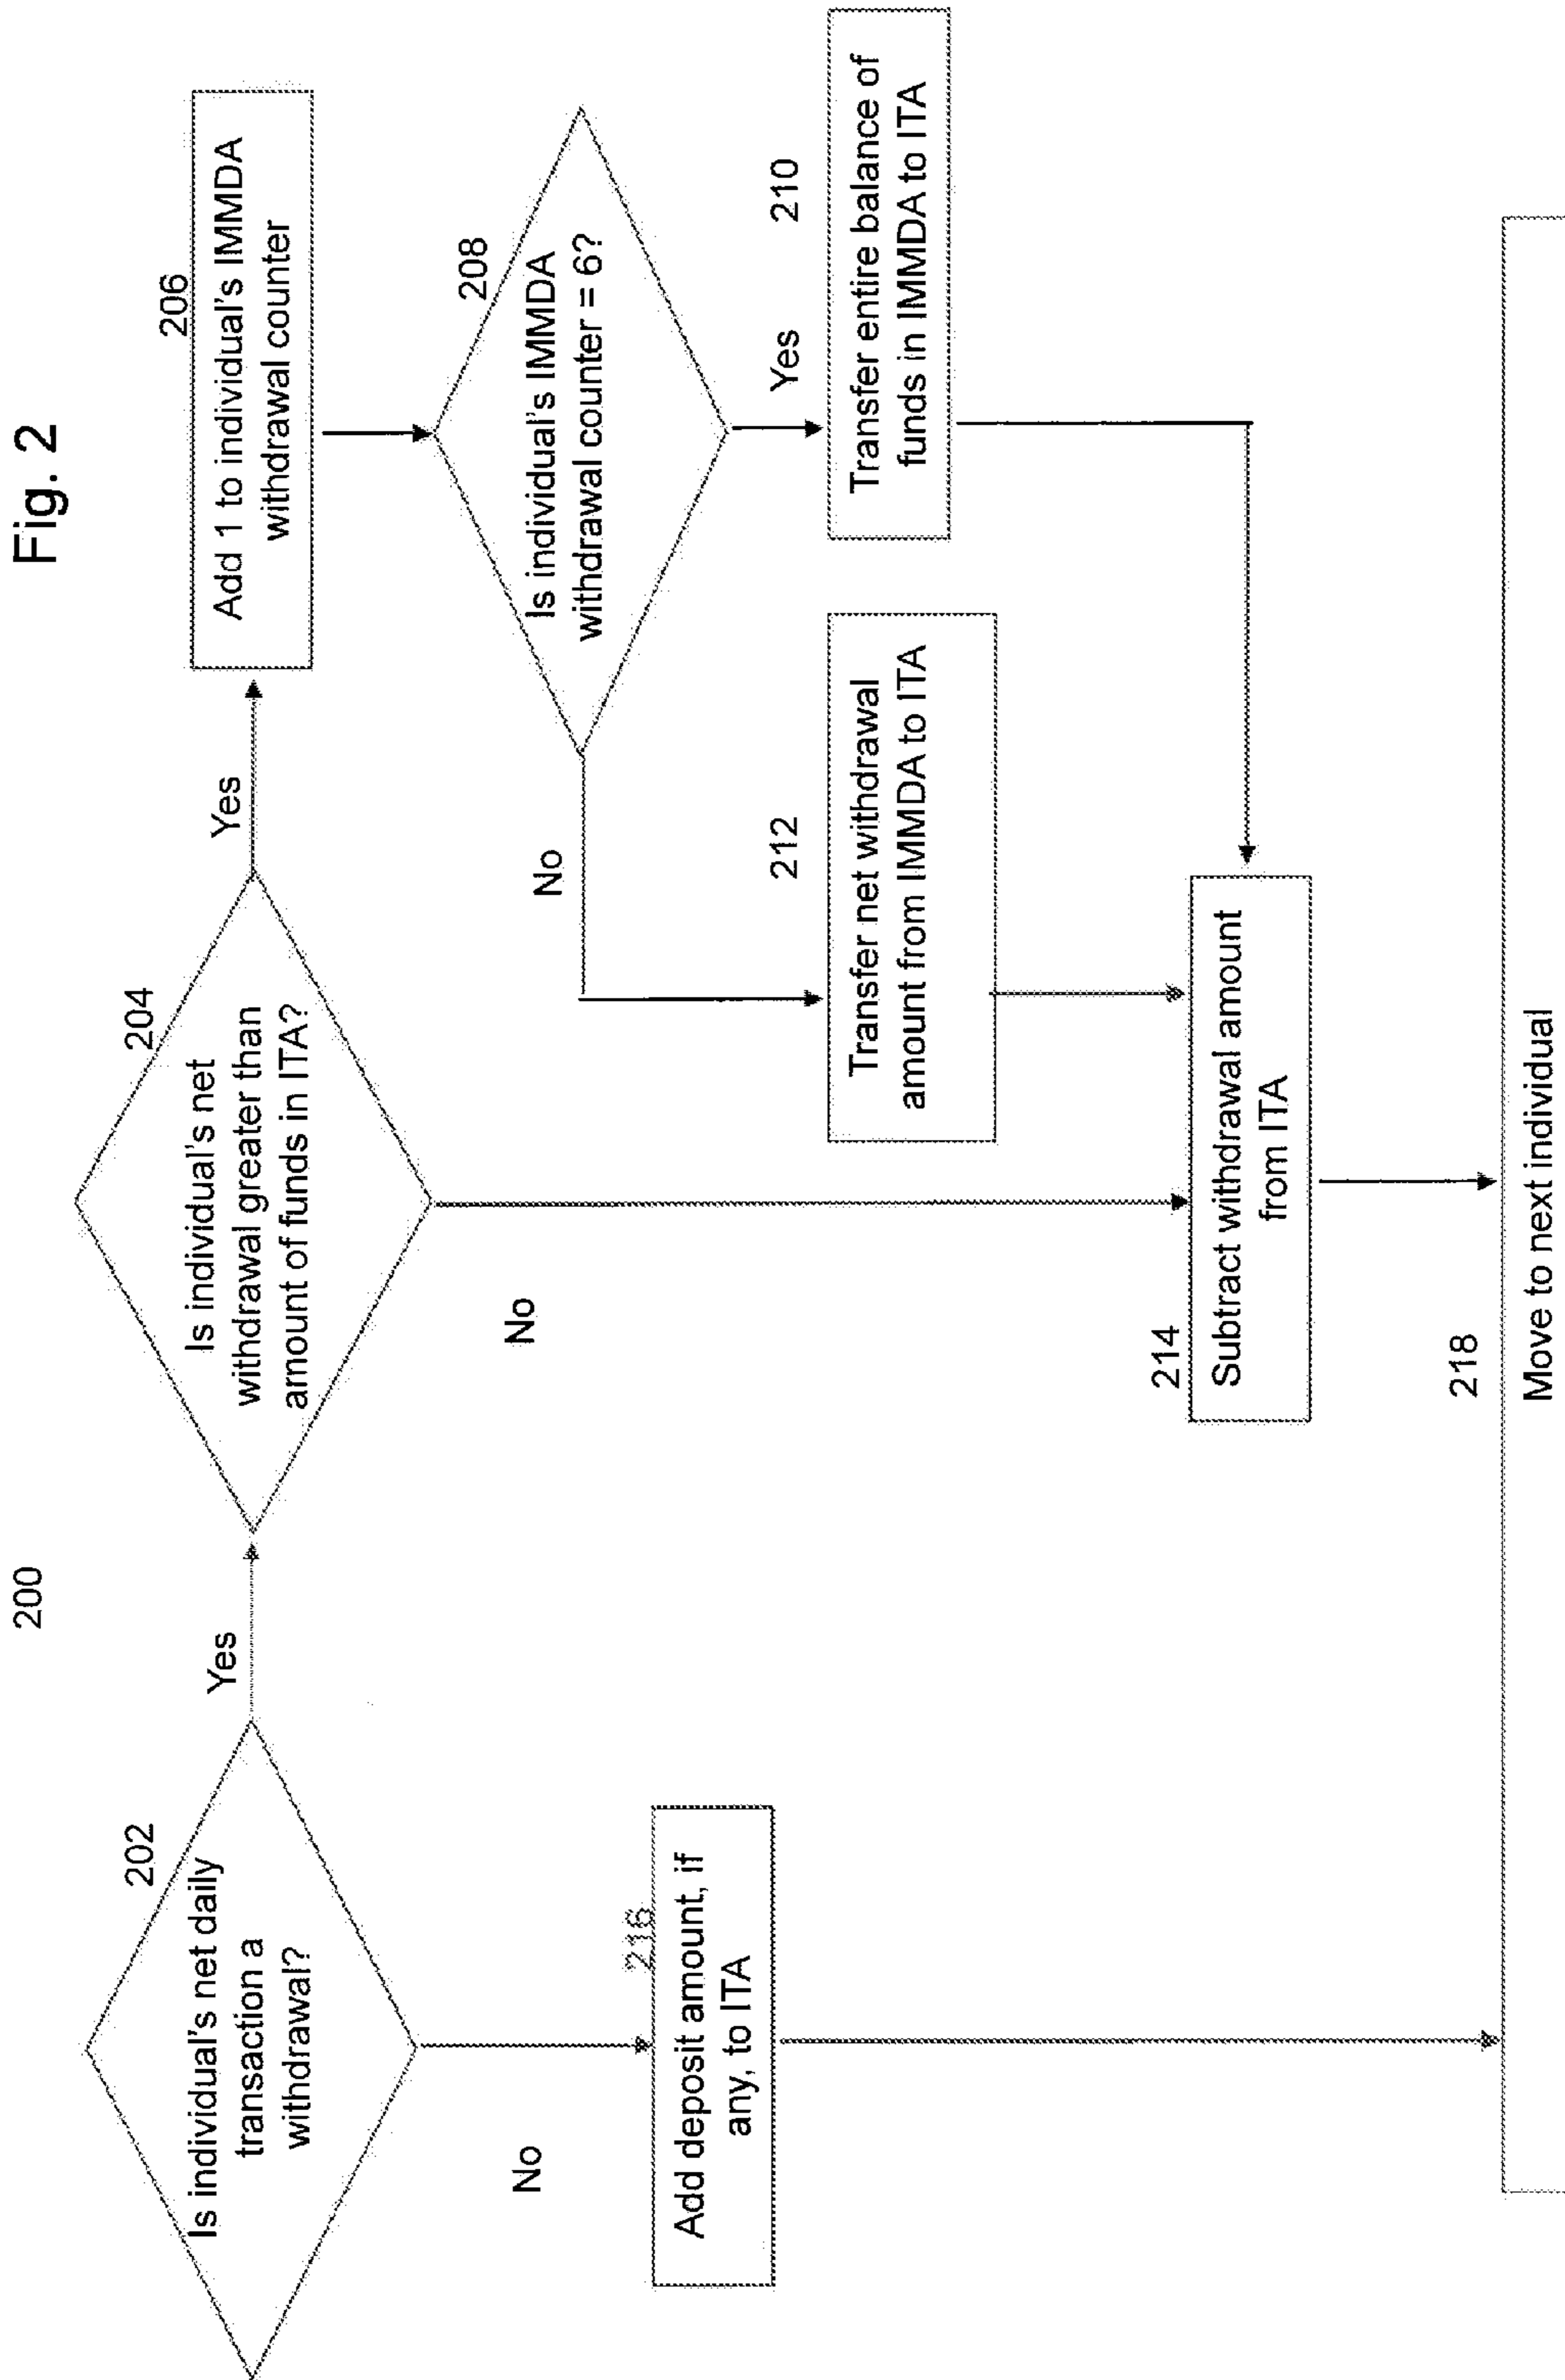 Fig. 2
200
202
Is individual's net daily
transaction a
withdrawal?
Yes
No
204
Is individual's net
withdrawal greater than
amount of funds in ITA?
Yes
No
206
Add 1 to individual's IMMDA
withdrawal counter
208
Is individual's IMMDA
withdrawal counter = 6?
No
Yes
210
Transfer entire balance of
funds in IMMDA to ITA
212
Transfer net withdrawal
amount from IMMDA to ITA
214
Subtract withdrawal amount
from ITA
216
Add deposit amount, if
any, to ITA
218
Move to next individual